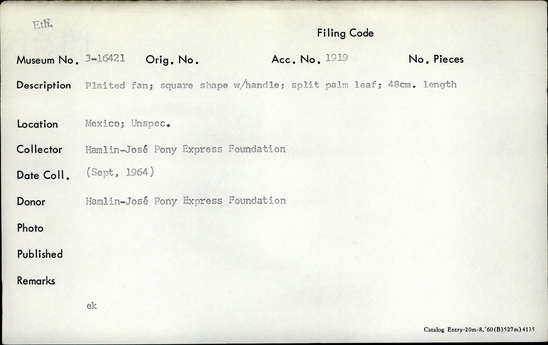 Eth.
Filing Code
Museum No. 3-16421 Orig. No. Acc. No. 1919 No. Pieces
Description Plaited fan; square shape w/handle; split palm leaf; 48cm. length
Location Mexico; Unspec.
Collector Hamlin-José Pony Express Foundation
Date Coll. (Sept, 1964)
Donor Hamlin-José Pony Express Foundation
Photo
Published
Remarks
ek
Catalog Entry-20m-8,'60(B3527m)4115